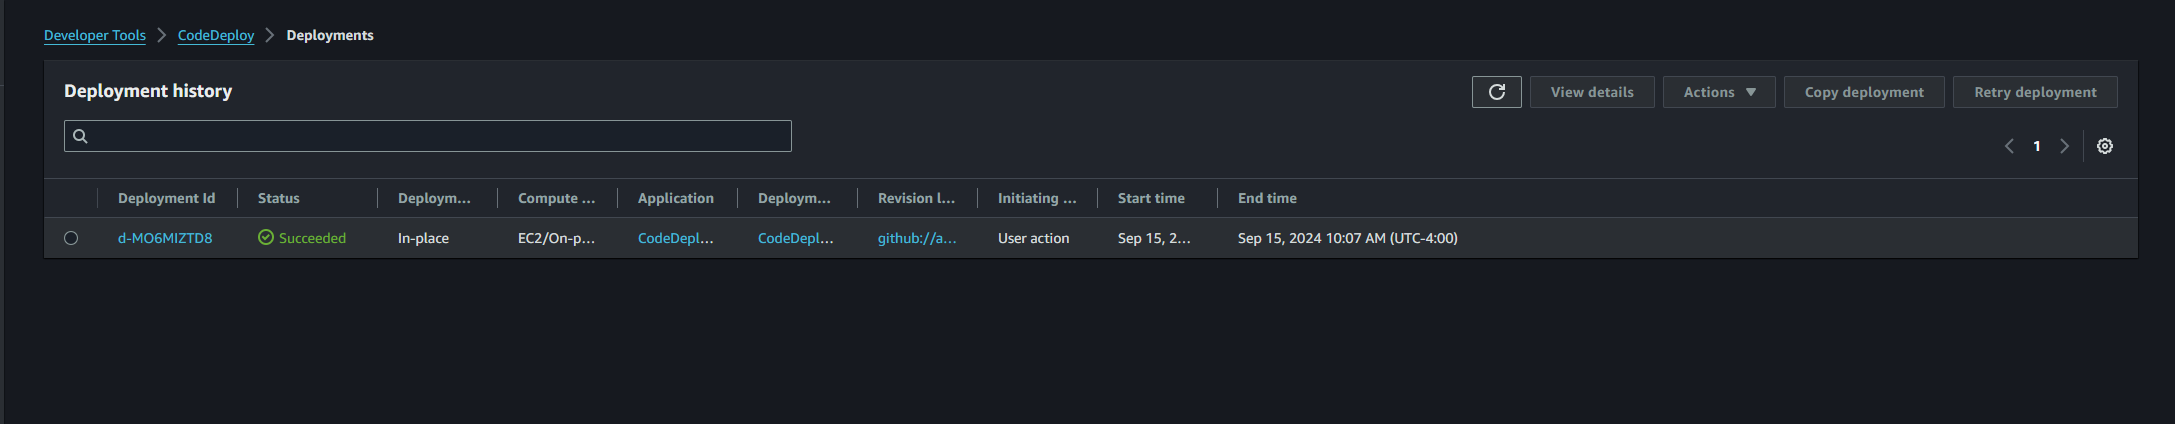 Developer Tools > CodeDeploy > Deployments
Deployment history
View details Actions Copy deployment Retry deployment
1
Deployment Id Status Deploym... Compute ... Application Deploym... Revision l... Initiating ... Start time End time
d-MO6MIZTD8 Succeeded In-place EC2/On-p... CodeDepl... CodeDepl... github://a... User action Sep 15, 2... Sep 15, 2024 10:07 AM (UTC-4:00)